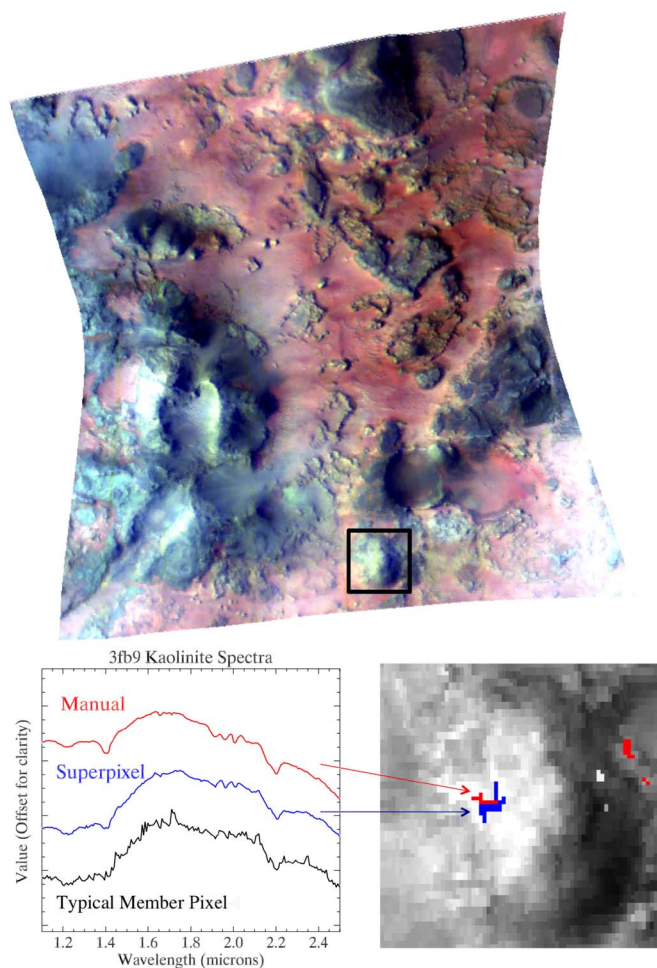 3fb9 Kaolinite Spectra
Manual
Superpixel
Typical Member Pixel
Value (Offset for clarity)
1.2 1.4 1.6 1.8 2.0 2.2 2.4
Wavelength (microns)